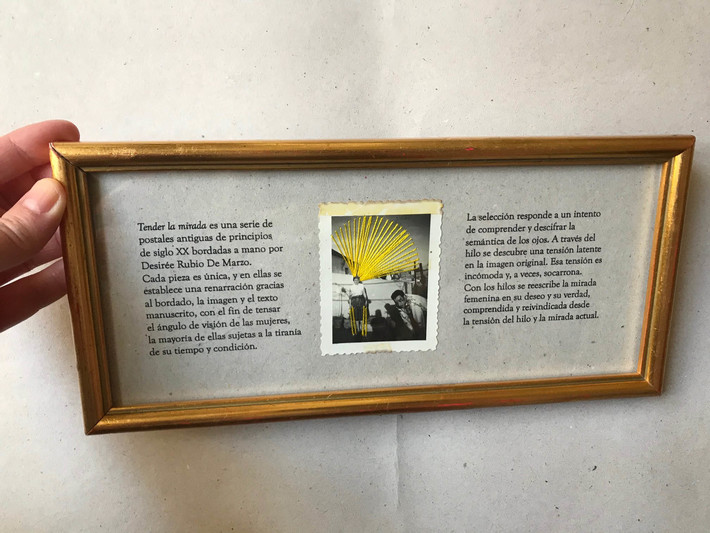 Tender la mirada es una serie de
postales antiguas de principios
de siglo XX bordadas a mano por
Desirée Rubio De Marzo.
Cada pieza es única, y en ellas se
establece una renarración gracias
al bordado, la imagen y el texto
manuscrito, con el fin de tensar
el ángulo de visión de las mujeres,
la mayoría de ellas sujetas a la tiranía
de su tiempo y condición.
La selección responde a un intento
de comprender y descifrar la
semántica de los ojos. A través del
hilo se descubre una tensión latente
en la imagen original. Esa tensión es
incómoda y, a veces, socarrona.
Con los hilos se reescribe la mirada
femenina en su deseo y su verdad,
comprendida y reivindicada desde
la tensión del hilo y la mirada actual.